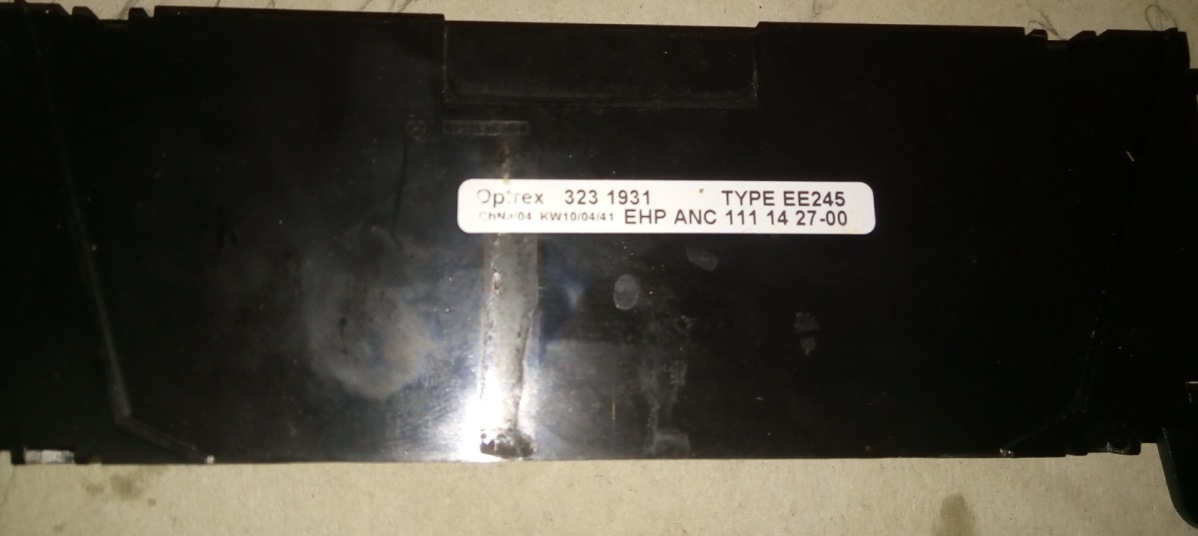 Optrex 323 1931 TYPE EE245
ChNr/04 KW10/04/41 EHP ANC 111 14 27-00